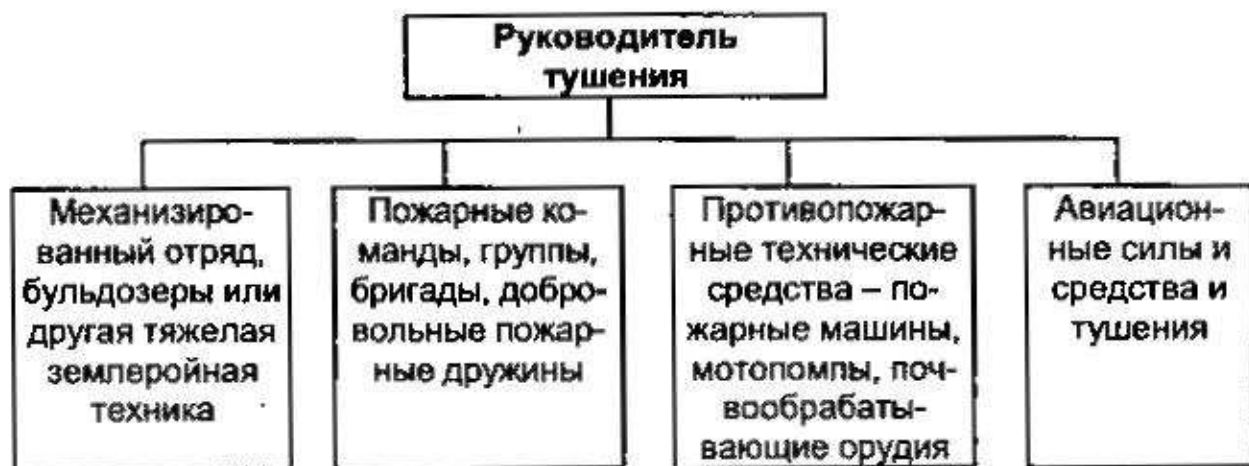 Руководитель
тушения
Механизиро-
ванный отряд,
бульдозеры или
другая тяжелая
землеройная
техника
Пожарные ко-
манды, группы,
бригады, добро-
вольные пожар-
ные дружины
Противопожар-
ные технические
средства – по-
жарные машины,
мотопомпы, поч-
вообрабаты-
вающие орудия
Авиацион-
ные силы и
средства и
тушения